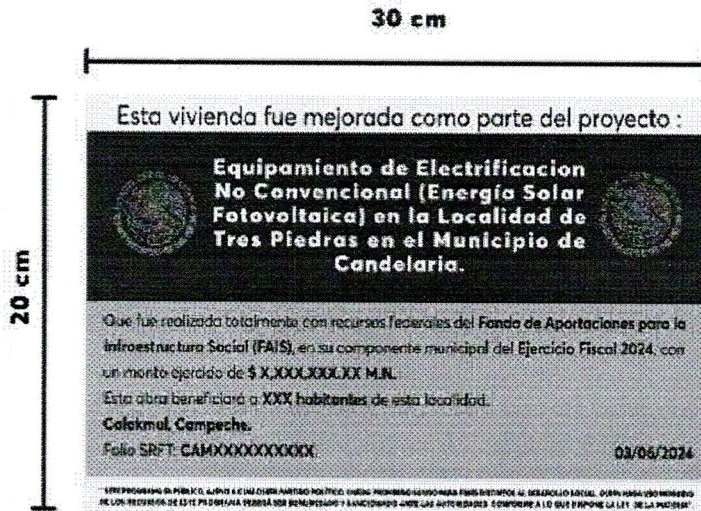 30 cm
20 cm
Esta vivienda fue mejorada como parte del proyecto :
Equipamiento de Electrificacion
No Convencional (Energía Solar
Fotovoltaica) en la Localidad de
Tres Piedras en el Municipio de
Candelaria.
Que fue realizada totalmente con recursos federales del Fondo de Aportaciones para la
Infraestructura Social (FAIS), en su componente municipal del Ejercicio Fiscal 2024, con
un monto ejercido de $ X,XXX,XXX.XX M.N.
Esta obra beneficiará a XXX habitantes de esta localidad.
Calakmul, Campeche.
Folio SRFT: CAMXXXXXXXXXX.
03/06/2024